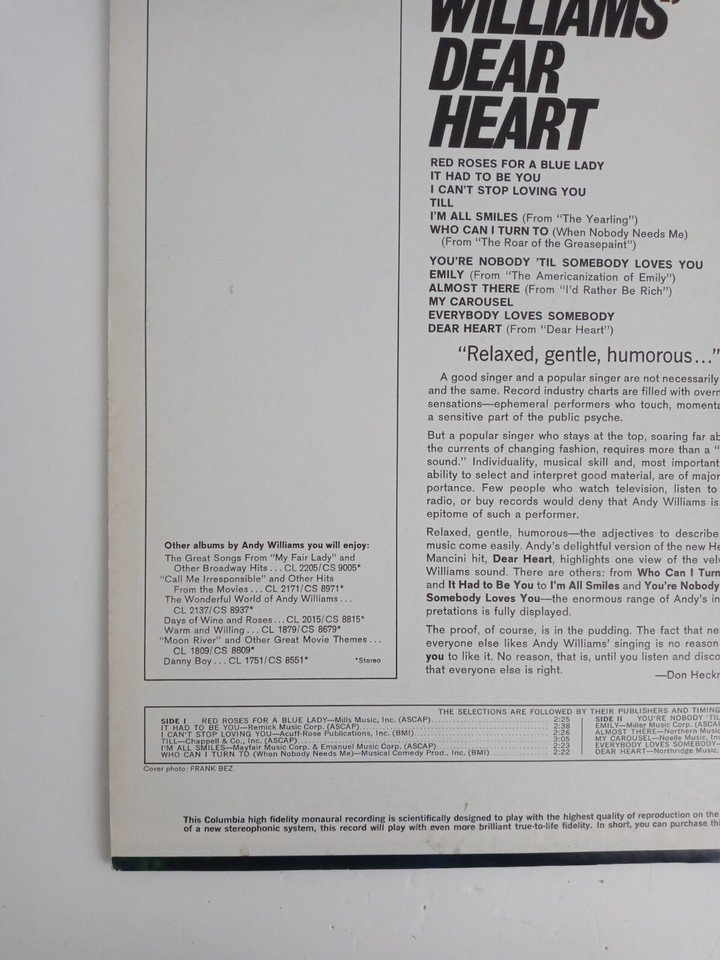 WILLIAMS'
DEAR
HEART
RED ROSES FOR A BLUE LADY
IT HAD TO BE YOU
I CAN'T STOP LOVING YOU
TILL
I'M ALL SMILES (From "The Yearling")
WHO CAN I TURN TO (When Nobody Needs Me)
(From "The Roar of the Greasepaint")
YOU'RE NOBODY 'TIL SOMEBODY LOVES YOU
EMILY (From "The Americanization of Emily")
ALMOST THERE (From "I'd Rather Be Rich")
MY CAROUSEL
EVERYBODY LOVES SOMEBODY
DEAR HEART (From "Dear Heart")
"Relaxed, gentle, humorous..."
A good singer and a popular singer are not necessarily
and the same. Record industry charts are filled with overn
sensations—ephemeral performers who touch, momenta
a sensitive part of the public psyche.
But a popular singer who stays at the top, soaring far ab
the currents of changing fashion, requires more than a "
sound." Individuality, musical skill and, most important
ability to select and interpret good material, are of major
portance. Few people who watch television, listen to
radio, or buy records would deny that Andy Williams is
epitome of such a performer.
Relaxed, gentle, humorous—the adjectives to describe
music come easily. Andy's delightful version of the new He
Mancini hit, Dear Heart, highlights one view of the velv
Williams sound. There are others: from Who Can I Turn
and It Had to Be You to I'm All Smiles and You're Nobody
Somebody Loves You—the enormous range of Andy's in
pretations is fully displayed.
The proof, of course, is in the pudding. The fact that nea
everyone else likes Andy Williams' singing is no reason
you to like it. No reason, that is, until you listen and disco
that everyone else is right.
—Don Heckm
Other albums by Andy Williams you will enjoy:
The Great Songs From "My Fair Lady" and
Other Broadway Hits... CL 2205/CS 9005*
"Call Me Irresponsible" and Other Hits
From the Movies... CL 2171/CS 8971*
The Wonderful World of Andy Williams...
CL 2137/CS 8937*
Days of Wine and Roses... CL 2015/CS 8815*
Warm and Willing... CL 1879/CS 8679*
"Moon River" and Other Great Movie Themes...
CL 1809/CS 8609*
Danny Boy... CL 1751/CS 8551* *Stereo
THE SELECTIONS ARE FOLLOWED BY THEIR PUBLISHERS AND TIMING
SIDE I RED ROSES FOR A BLUE LADY—Mills Music, Inc. (ASCAP) 2:25
IT HAD TO BE YOU—Remick Music Corp. (ASCAP) 2:38
I CAN'T STOP LOVING YOU—Acuff-Rose Publications, Inc. (BMI) 2:26
TILL—Chappell & Co., Inc. (ASCAP) 3:05
I'M ALL SMILES—Mayfair Music Corp. & Emanuel Music Corp. (ASCAP) 2:23
WHO CAN I TURN TO (When Nobody Needs Me)—Musical Comedy Prod., Inc. (BMI) 2:22
SIDE II YOU'RE NOBODY 'TIL
EMILY—Miller Music Corp. (ASCAP
ALMOST THERE—Northern Music
MY CAROUSEL—Noelle Music, Inc
EVERYBODY LOVES SOMEBODY—
DEAR HEART—Northridge Music,
Cover photo: FRANK BEZ
This Columbia high fidelity monaural recording is scientifically designed to play with the highest quality of reproduction on the
of a new stereophonic system, this record will play with even more brilliant true-to-life fidelity. In short, you can purchase thi